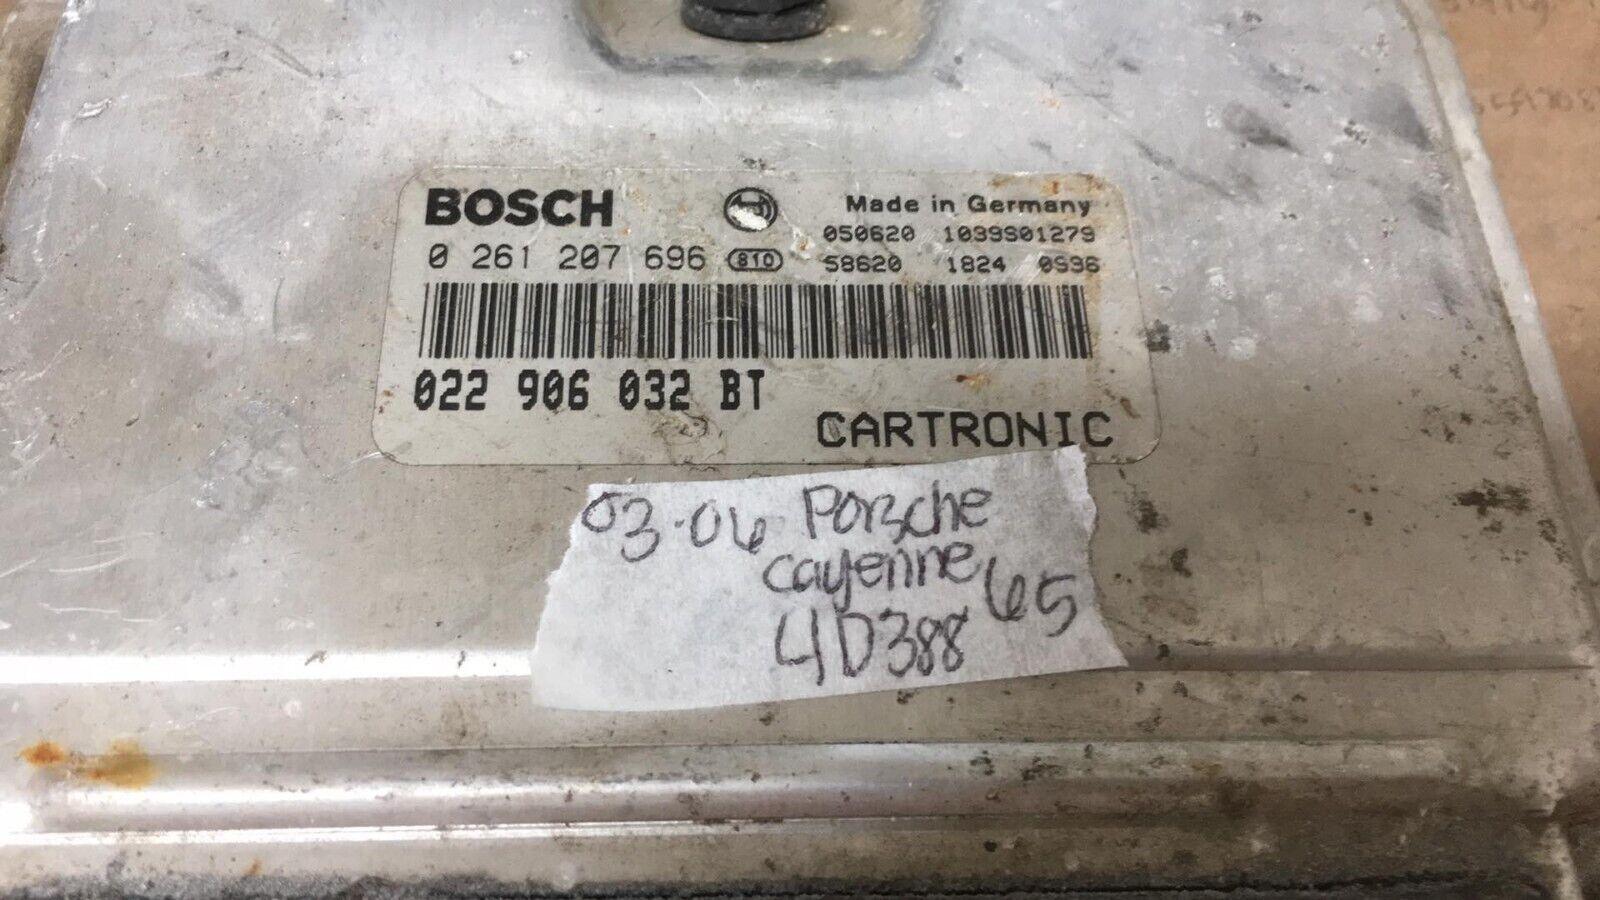 BOSCH
Made in Germany
050620 1039S01279
0 261 207 696 810 58620 1824 0996
022 906 032 BT
CARTRONIC
03-06 Porsche
Cayenne 65
4D388